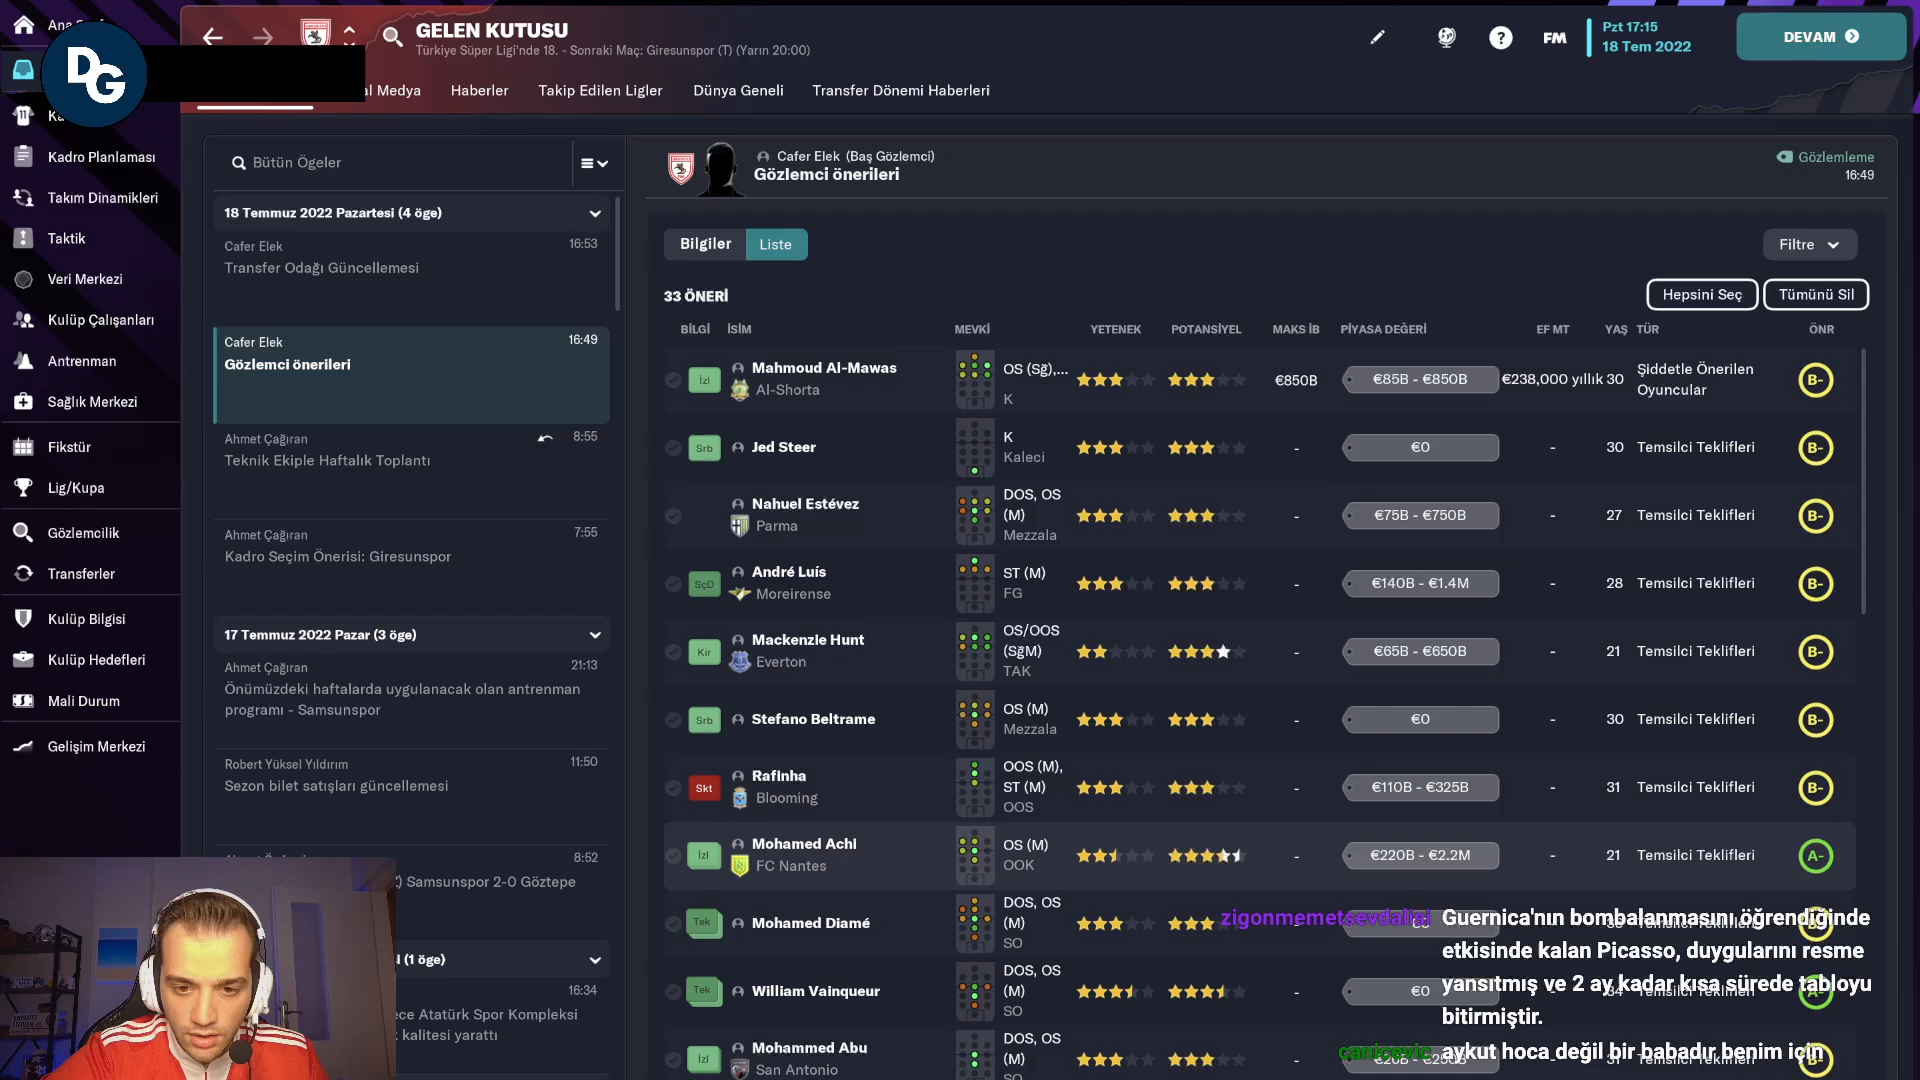 Ana
DG
GELEN KUTUSU
Türkiye Süper Ligi'nde 18. - Sonraki Maç: Giresunspor (T) (Yarın 20:00)
FM
Pzt 17:15
18 Tem 2022
DEVAM
al Medya
Haberler
Takip Edilen Ligler
Dünya Geneli
Transfer Dönemi Haberleri
Kadro Planlaması
Takım Dinamikleri
Taktik
Veri Merkezi
Kulüp Çalışanları
Antrenman
Sağlık Merkezi
Fikstür
Lig/Kupa
Gözlemcilik
Transferler
Kulüp Bilgisi
Kulüp Hedefleri
Mali Durum
Gelişim Merkezi
Bütün Ögeler
18 Temmuz 2022 Pazartesi (4 öge)
Cafer Elek 16:53
Transfer Odağı Güncellemesi
Cafer Elek 16:49
Gözlemci önerileri
Ahmet Çağıran 8:55
Teknik Ekiple Haftalık Toplantı
Ahmet Çağıran 7:55
Kadro Seçim Önerisi: Giresunspor
17 Temmuz 2022 Pazar (3 öge)
Ahmet Çağıran 21:13
Önümüzdeki haftalarda uygulanacak olan antrenman
programı - Samsunspor
Robert Yüksel Yıldırım 11:50
Sezon bilet satışları güncellemesi
8:52
Samsunspor 2-0 Göztepe
(1 öge)
16:34
ece Atatürk Spor Kompleksi
kalitesi yarattı
Cafer Elek (Baş Gözlemci)
Gözlemci önerileri
Gözlemleme
16:49
Bilgiler Liste
Filtre
33 ÖNERİ
Hepsini Seç Tümünü Sil
BİLGİ İSİM MEVKİ YETENEK POTANSİYEL MAKS İB PİYASA DEĞERİ EF MT YAŞ TÜR ÖNR
İzl Mahmoud Al-Mawas Al-Shorta OS (Sğ),... K €850B €85B - €850B €238,000 yıllık 30 Şiddetle Önerilen Oyuncular B-
Srb Jed Steer K Kaleci - €0 - 30 Temsilci Teklifleri B-
Nahuel Estévez Parma DOS, OS (M) Mezzala - €75B - €750B - 27 Temsilci Teklifleri B-
SçD André Luís Moreirense ST (M) FG - €140B - €1.4M - 28 Temsilci Teklifleri B-
Kir Mackenzie Hunt Everton OS/OOS (SğM) TAK - €65B - €650B - 21 Temsilci Teklifleri B-
Srb Stefano Beltrame OS (M) Mezzala - €0 - 30 Temsilci Teklifleri B-
Skt Rafinha Blooming OOS (M), ST (M) OOS - €110B - €325B - 31 Temsilci Teklifleri B-
İzl Mohamed Achi FC Nantes OS (M) OOK - €220B - €2.2M - 21 Temsilci Teklifleri A-
Tek Mohamed Diamé DOS, OS (M) SO
Tek William Vainqueur DOS, OS (M) SO - €0 - 34 Temsilci Teklifleri A-
İzl Mohammed Abu San Antonio DOS, OS (M) SO -
zigonmemetsevdalisi Guernica'nın bombalanmasını öğrendiğinde
etkisinde kalan Picasso, duygularını resme
yansıtmış ve 2 ay kadar kısa sürede tabloyu
bitirmiştir.
canicevic aykut hoca değil bir babadır benim için